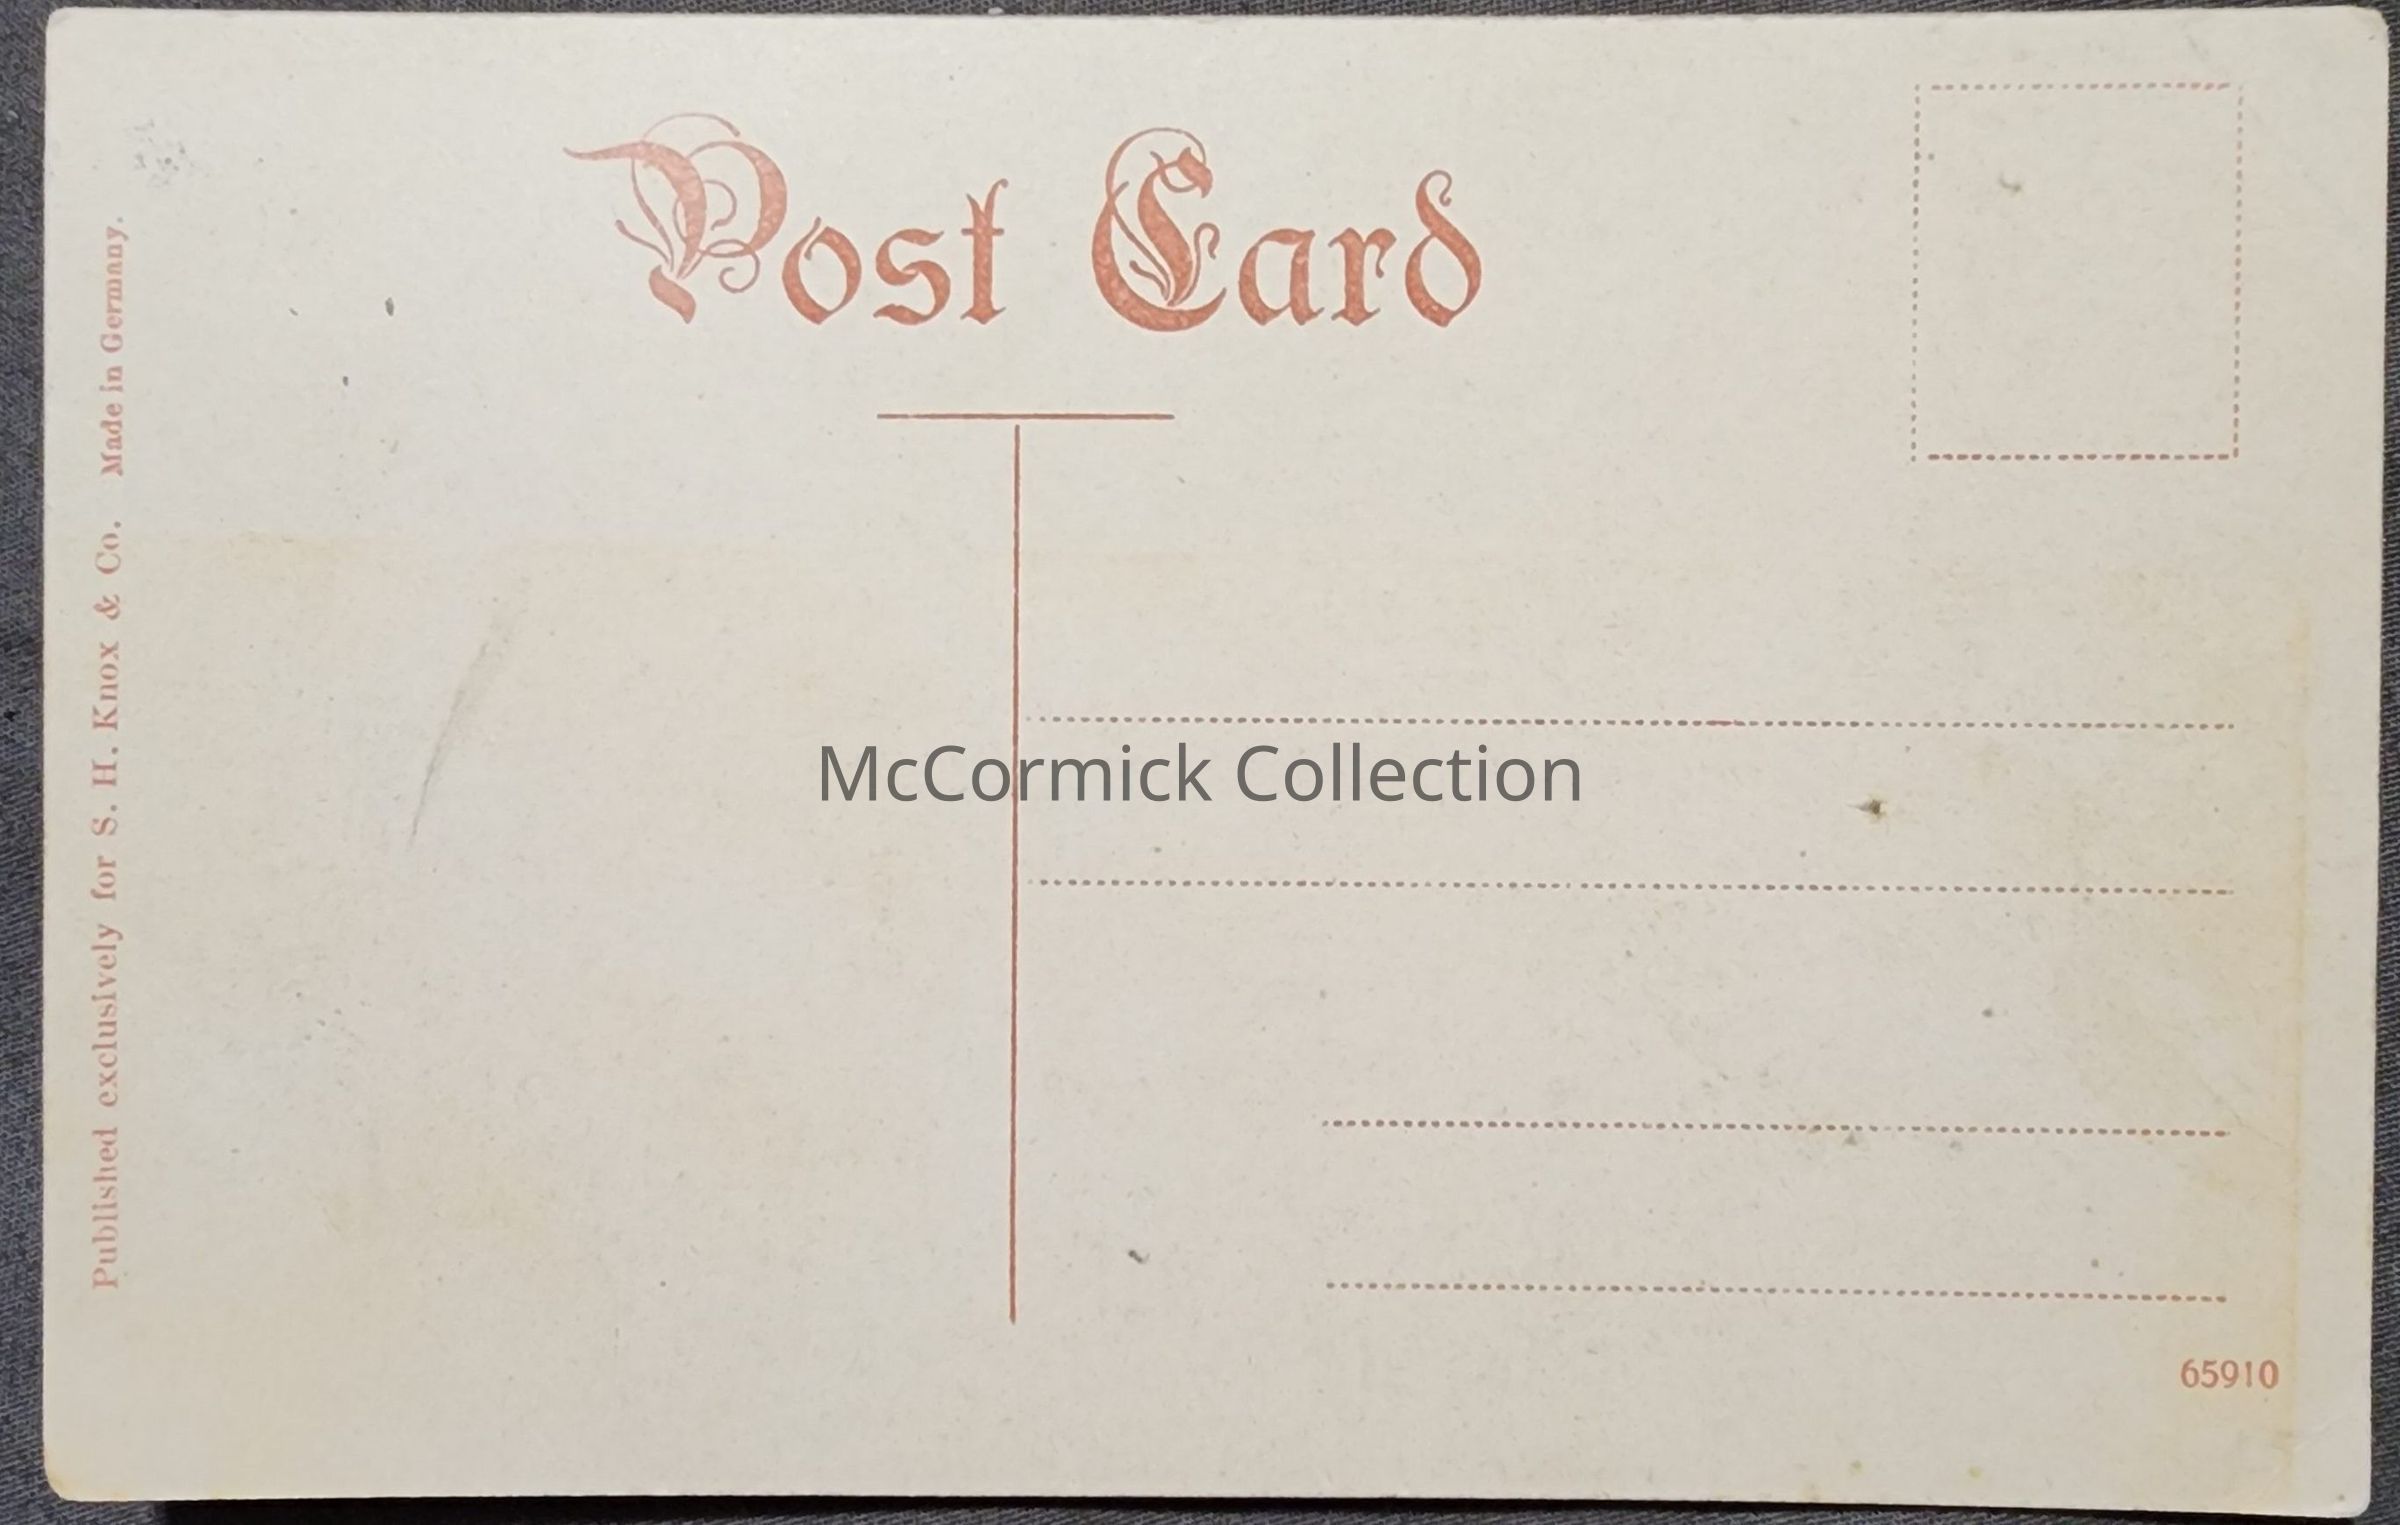 Post Card
Published exclusively for S. H. Knox & Co. Made in Germany.
McCormick Collection
65910